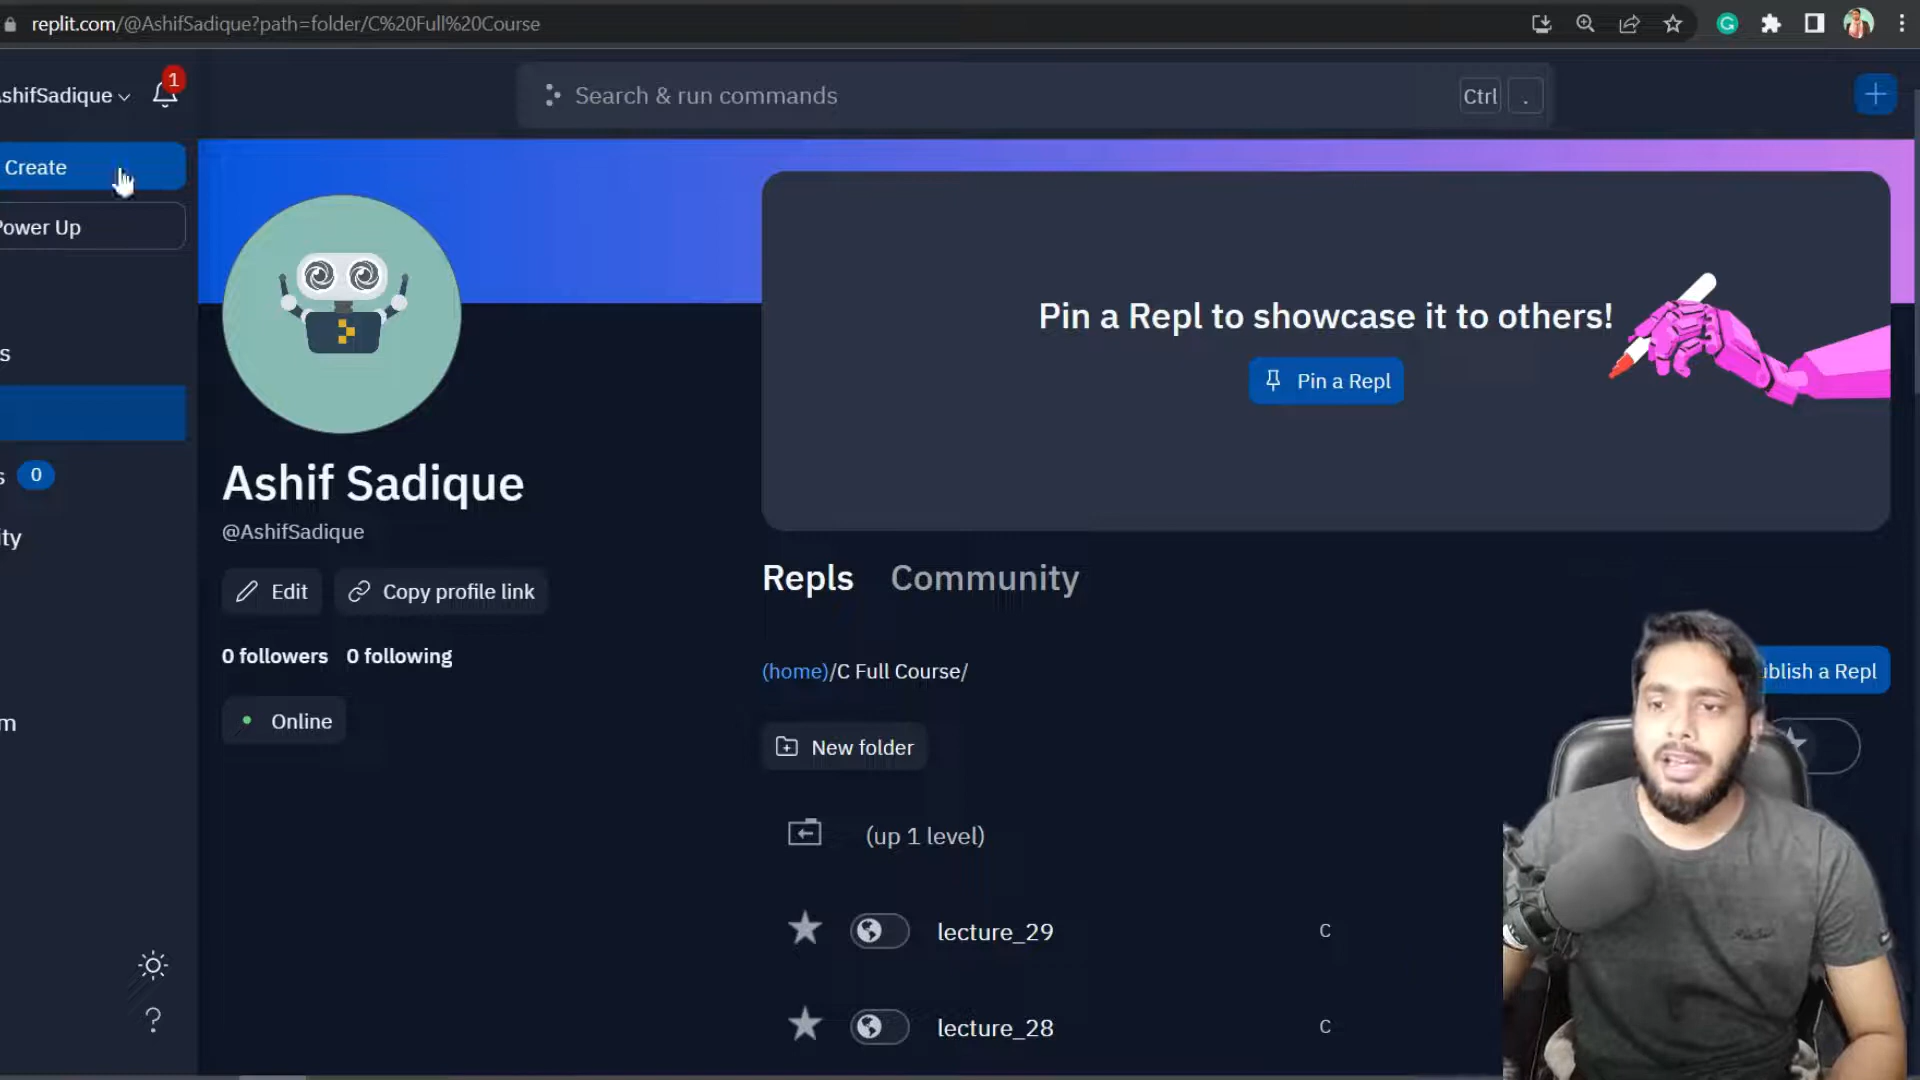 replit.com/@AshifSadique?path=folder/C%20Full%20Course
shifSadique
1
Search & run commands
Ctrl .
Create
Power Up
Pin a Repl to showcase it to others!
Pin a Repl
s
s 0
ity
m
Ashif Sadique
@AshifSadique
Edit
Copy profile link
0 followers 0 following
Online
Repls Community
(home)/C Full Course/
blish a Repl
New folder
(up 1 level)
lecture_29 C
lecture_28 C
?